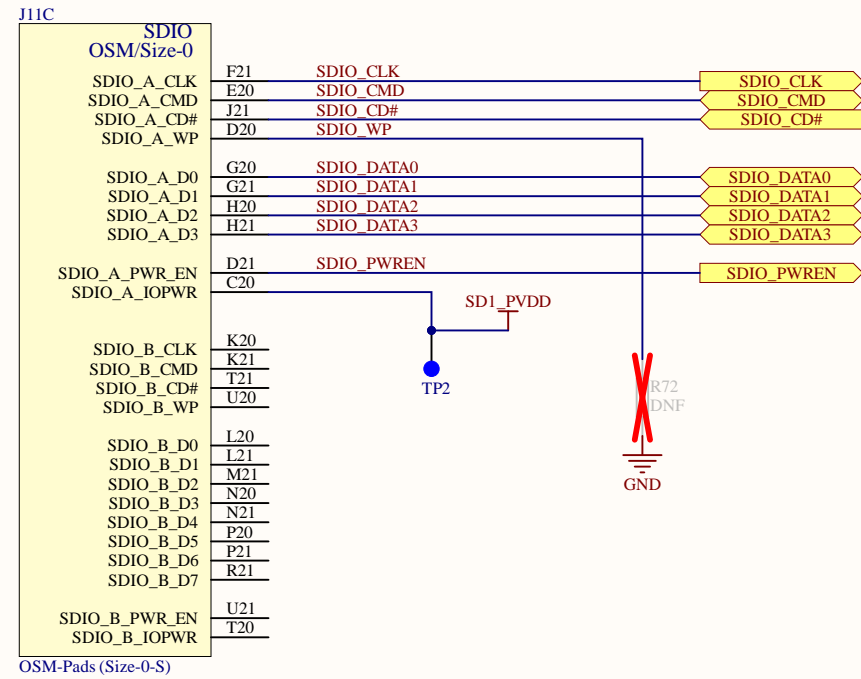 J11C
SDIO
OSM/Size-0
SDIO_A_CLK F21 SDIO_CLK SDIO_CLK
SDIO_A_CMD E20 SDIO_CMD SDIO_CMD
SDIO_A_CD# J21 SDIO_CD# SDIO_CD#
SDIO_A_WP D20 SDIO_WP
SDIO_A_D0 G20 SDIO_DATA0 SDIO_DATA0
SDIO_A_D1 G21 SDIO_DATA1 SDIO_DATA1
SDIO_A_D2 H20 SDIO_DATA2 SDIO_DATA2
SDIO_A_D3 H21 SDIO_DATA3 SDIO_DATA3
SDIO_A_PWR_EN D21 SDIO_PWREN SDIO_PWREN
SDIO_A_IOPWR C20
SD1_PVDD
SDIO_B_CLK K20
SDIO_B_CMD K21
SDIO_B_CD# T21
SDIO_B_WP U20
TP2
R72
DNF
SDIO_B_D0 L20
SDIO_B_D1 L21
SDIO_B_D2 M21
SDIO_B_D3 N20
SDIO_B_D4 N21
SDIO_B_D5 P20
SDIO_B_D6 P21
SDIO_B_D7 R21
GND
SDIO_B_PWR_EN U21
SDIO_B_IOPWR T20
OSM-Pads (Size-0-S)